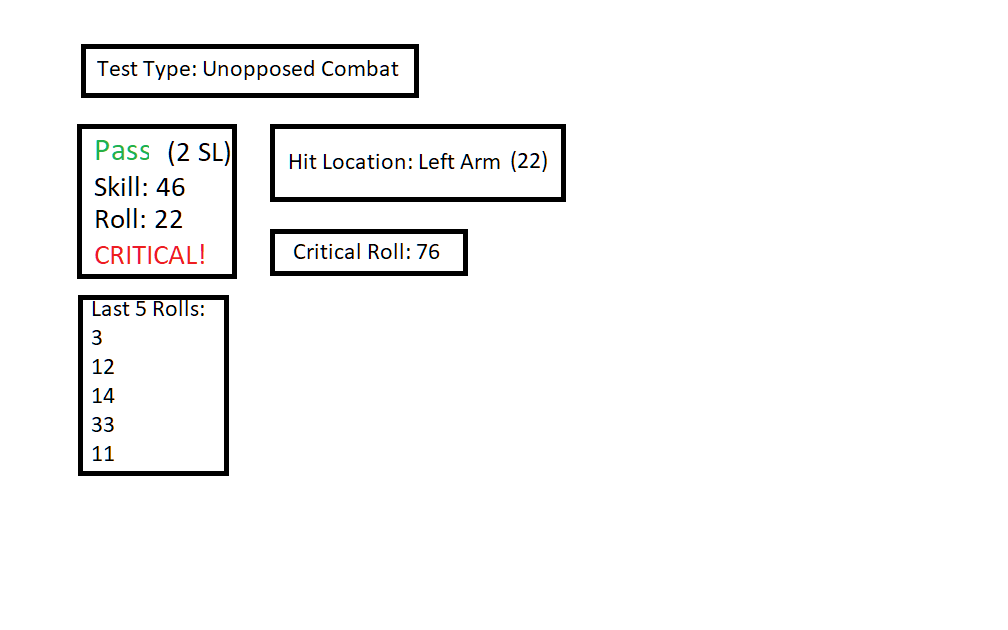 Test Type: Unopposed Combat
Pass (2 SL)
Skill: 46
Roll: 22
CRITICAL!
Hit Location: Left Arm (22)
Critical Roll: 76
Last 5 Rolls:
3
12
14
33
11